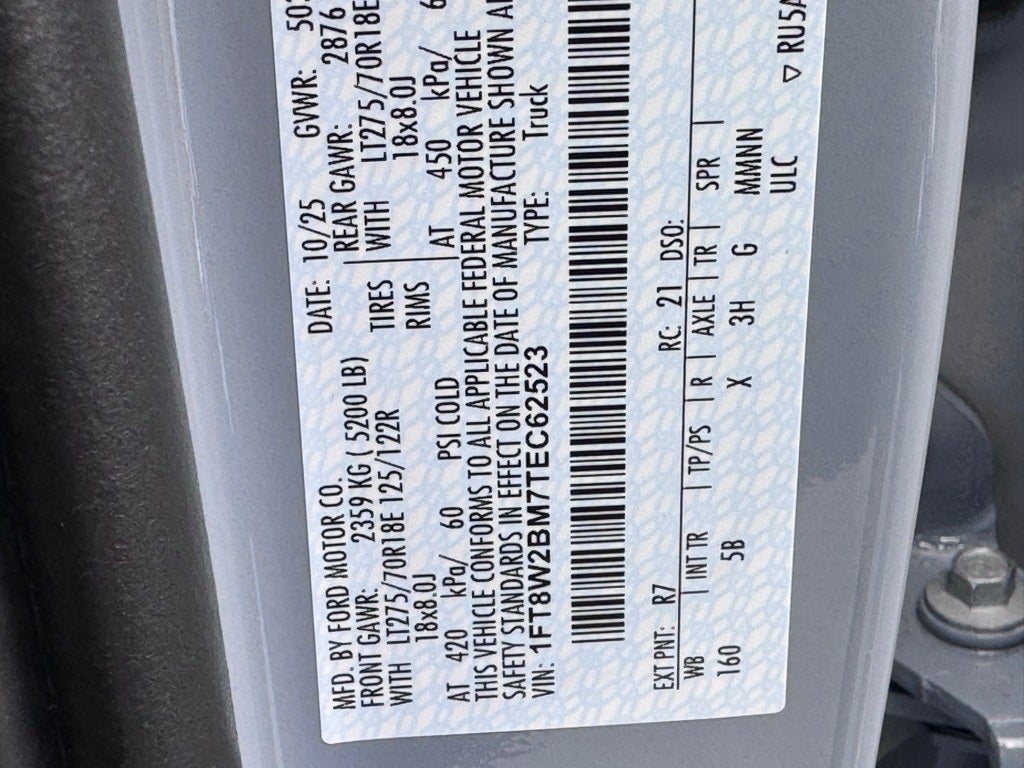 MFD. BY FORD MOTOR CO.
DATE: 10/25 GVWR:
FRONT GAWR: 2359 KG ( 5200 LB) REAR GAWR: 2876
WITH LT275/70R18E 125/122R TIRES WITH LT275/70R18E
18x8.0J RIMS 18x8.0J
AT 420 kPa/ 60 PSI COLD AT 450 kPa/
THIS VEHICLE CONFORMS TO ALL APPLICABLE FEDERAL MOTOR VEHICLE
SAFETY STANDARDS IN EFFECT ON THE DATE OF MANUFACTURE SHOWN
VIN: 1FT8W2BM7TEC62523 TYPE: Truck
EXT PNT: R7 RC: 21 DSO:
WB | INT TR | TP/PS | R | AXLE | TR | SPR |
160 5B X 3H G MMMNN
ULC
▽ RU5A